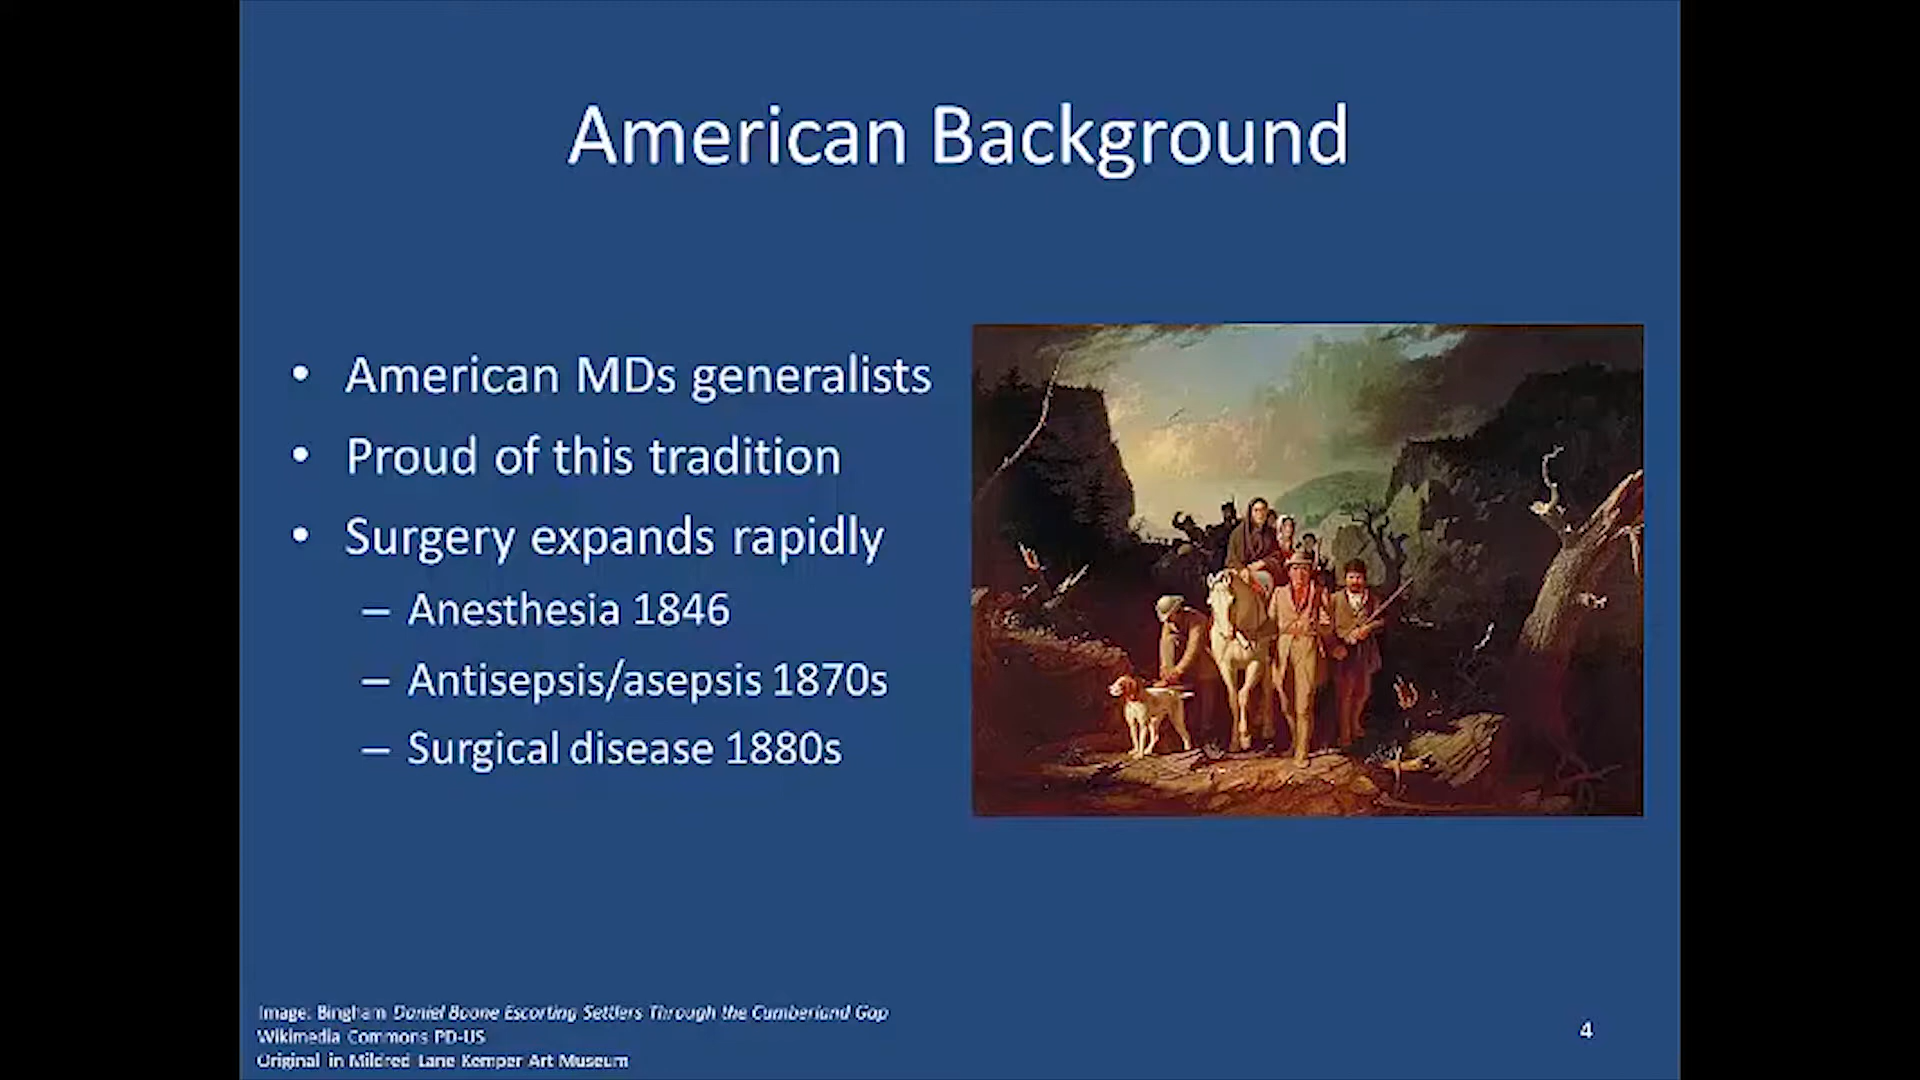 American Background
• American MDs generalists
• Proud of this tradition
• Surgery expands rapidly
– Anesthesia 1846
– Antisepsis/asepsis 1870s
– Surgical disease 1880s
Image: Bingham Daniel Boone Escorting Settlers Through the Cumberland Gap
Wikimedia Commons PD-US
Original in Mildred Lane Kemper Art Museum
4